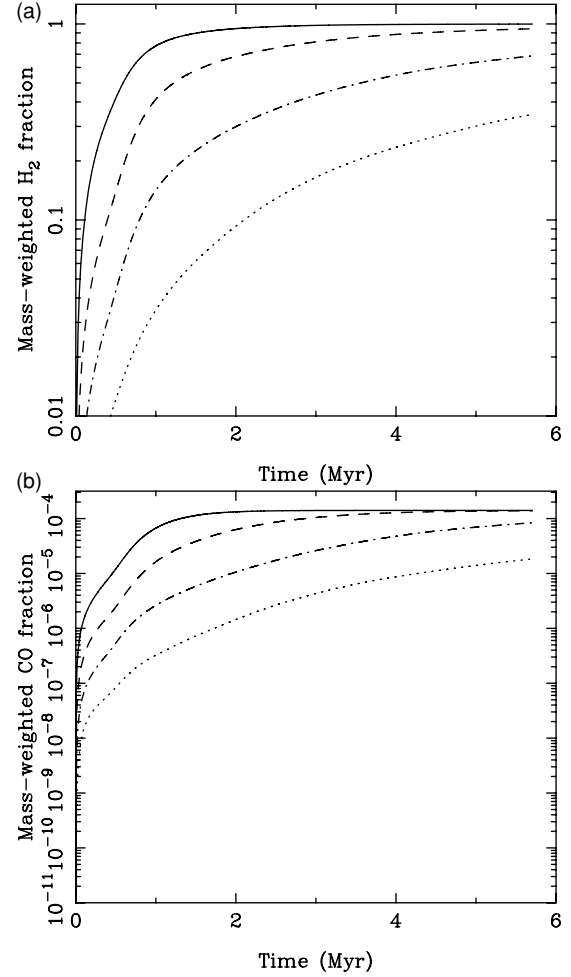 (a)
Mass-weighted H₂ fraction
1
0.1
0.01
0 2 4 6
Time (Myr)
(b)
Mass-weighted CO fraction
10⁻⁴
10⁻⁵
10⁻⁶
10⁻⁷
10⁻⁸
10⁻⁹
10⁻¹⁰
10⁻¹¹
0 2 4 6
Time (Myr)